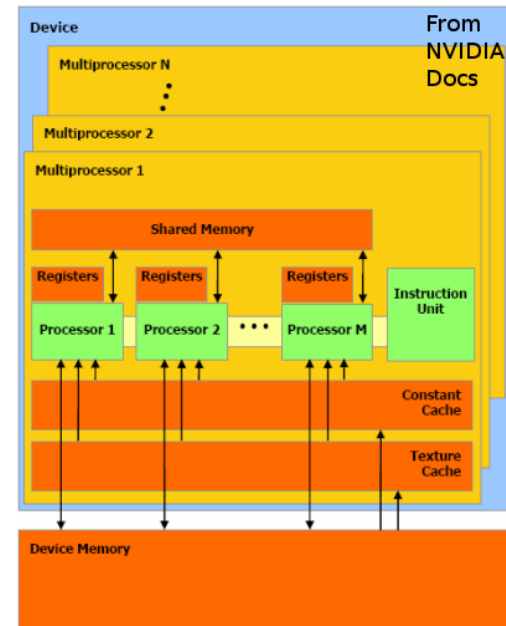 Device
From
NVIDIA
Docs
Multiprocessor N
Multiprocessor 2
Multiprocessor 1
Shared Memory
Registers
Registers
Registers
Instruction
Unit
Processor 1
Processor 2
• • •
Processor M
Constant
Cache
Texture
Cache
Device Memory